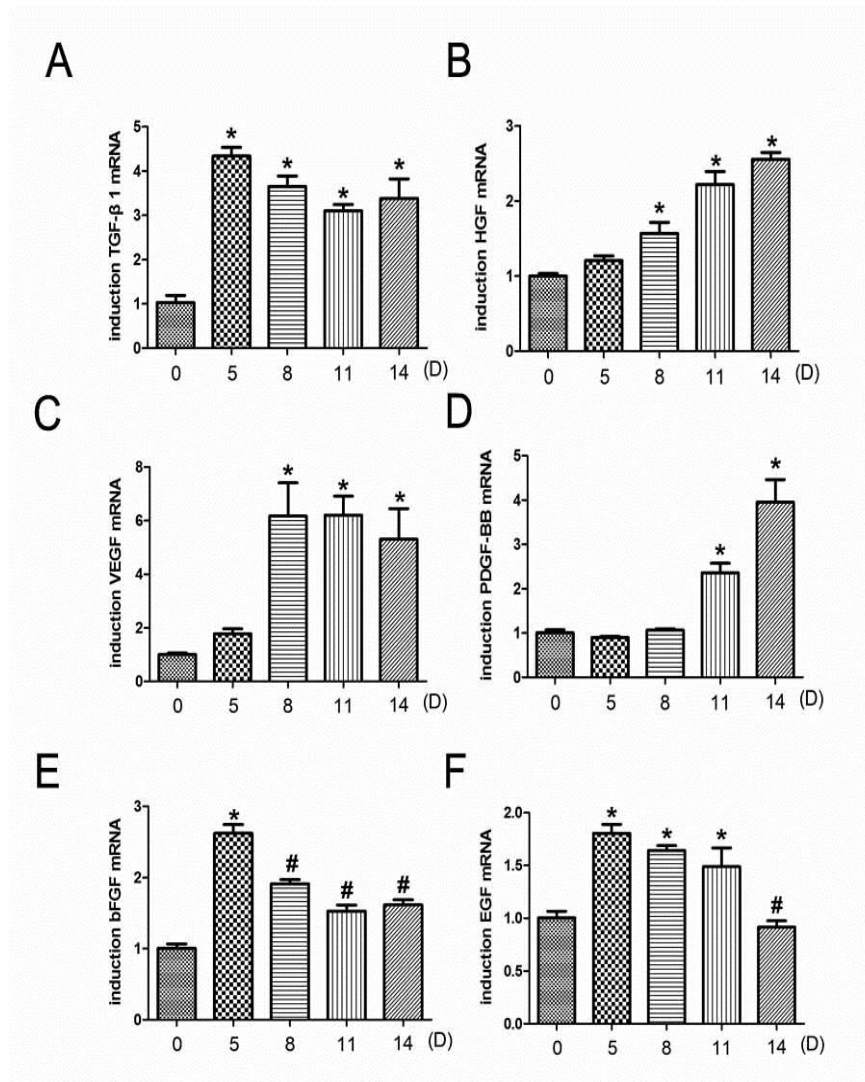 A
induction TGF-β 1 mRNA
5
4
3
2
1
0
*
*
*
*
0 5 8 11 14 (D)
B
induction HGF mRNA
3
2
1
0
*
*
*
0 5 8 11 14 (D)
C
induction VEGF mRNA
8
6
4
2
0
*
*
*
0 5 8 11 14 (D)
D
induction PDGF-BB mRNA
5
4
3
2
1
0
*
*
0 5 8 11 14 (D)
E
induction bFGF mRNA
3
2
1
0
*
#
#
#
0 5 8 11 14 (D)
F
induction EGF mRNA
2.0
1.5
1.0
0.5
0.0
*
*
*
#
0 5 8 11 14 (D)